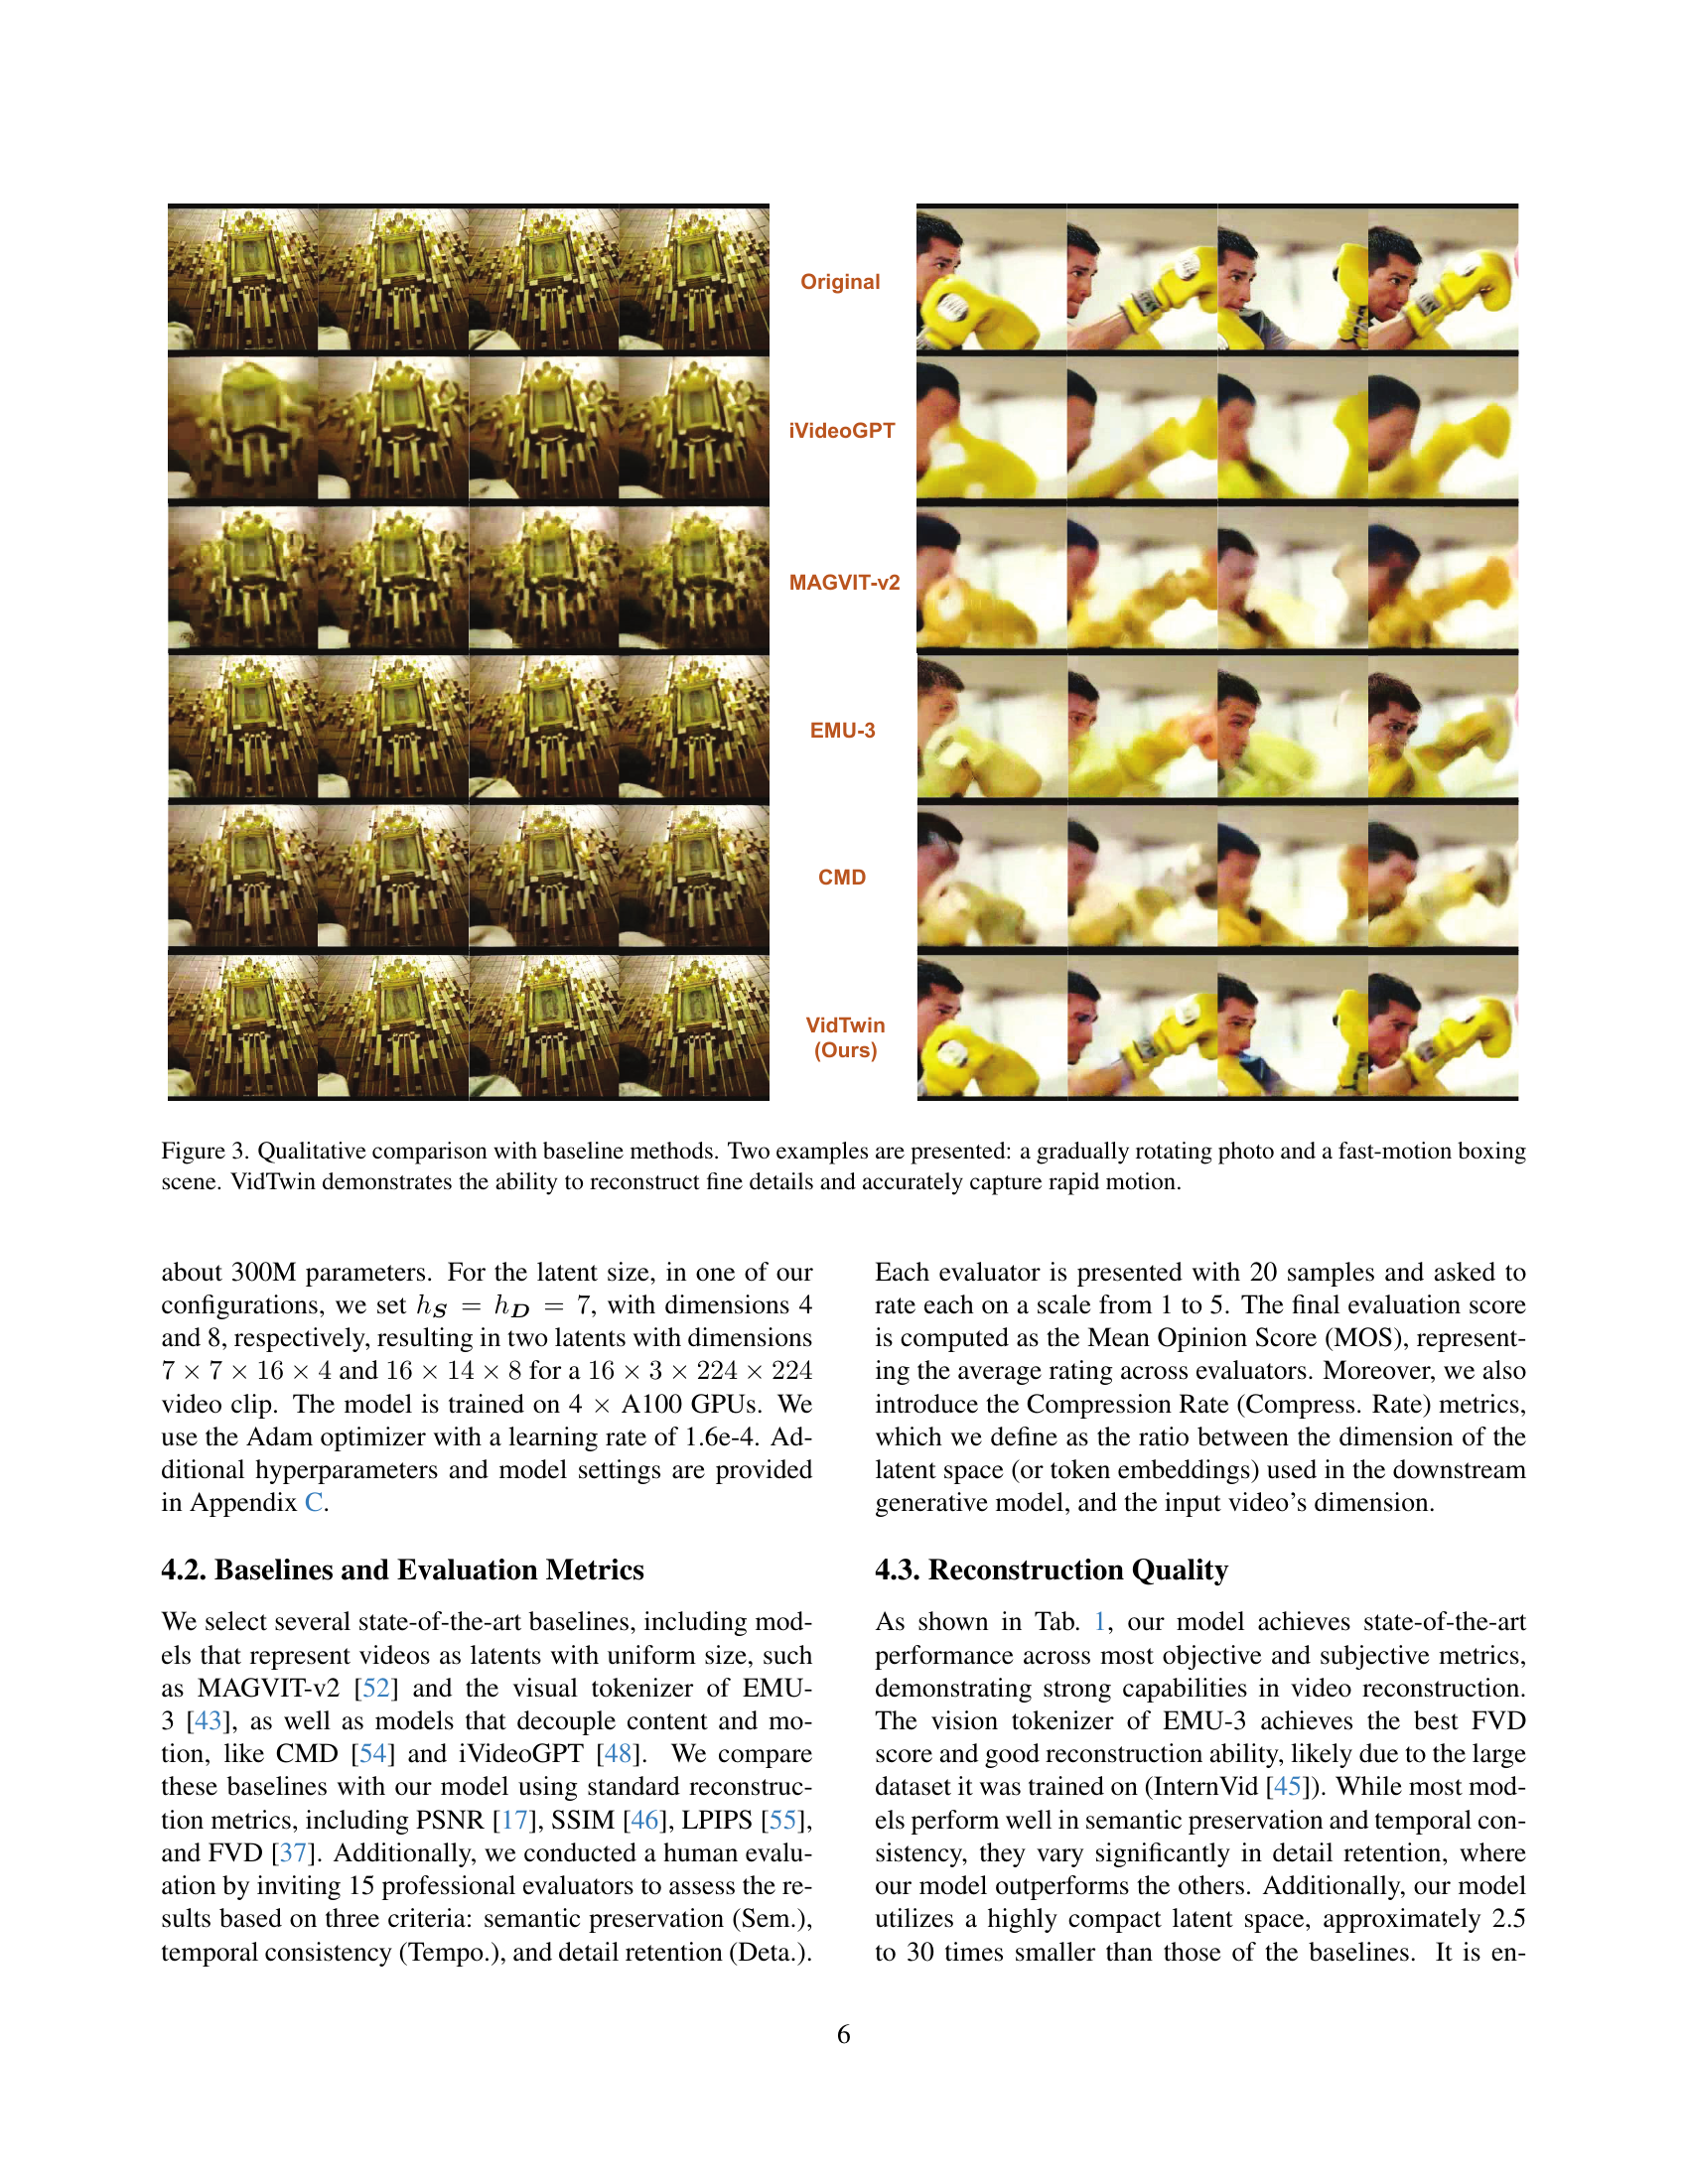 Original
iVideoGPT
MAGVIT-v2
EMU-3
CMD
VidTwin
(Ours)
Figure 3. Qualitative comparison with baseline methods. Two examples are presented: a gradually rotating photo and a fast-motion boxing
scene. VidTwin demonstrates the ability to reconstruct fine details and accurately capture rapid motion.
about 300M parameters. For the latent size, in one of our
configurations, we set h_S = h_D = 7, with dimensions 4
and 8, respectively, resulting in two latents with dimensions
7 × 7 × 16 × 4 and 16 × 14 × 8 for a 16 × 3 × 224 × 224
video clip. The model is trained on 4 × A100 GPUs. We
use the Adam optimizer with a learning rate of 1.6e-4. Ad-
ditional hyperparameters and model settings are provided
in Appendix C.
4.2. Baselines and Evaluation Metrics
We select several state-of-the-art baselines, including mod-
els that represent videos as latents with uniform size, such
as MAGVIT-v2 [52] and the visual tokenizer of EMU-
3 [43], as well as models that decouple content and mo-
tion, like CMD [54] and iVideoGPT [48]. We compare
these baselines with our model using standard reconstruc-
tion metrics, including PSNR [17], SSIM [46], LPIPS [55],
and FVD [37]. Additionally, we conducted a human evalu-
ation by inviting 15 professional evaluators to assess the re-
sults based on three criteria: semantic preservation (Sem.),
temporal consistency (Tempo.), and detail retention (Deta.).
Each evaluator is presented with 20 samples and asked to
rate each on a scale from 1 to 5. The final evaluation score
is computed as the Mean Opinion Score (MOS), represent-
ing the average rating across evaluators. Moreover, we also
introduce the Compression Rate (Compress. Rate) metrics,
which we define as the ratio between the dimension of the
latent space (or token embeddings) used in the downstream
generative model, and the input video's dimension.
4.3. Reconstruction Quality
As shown in Tab. 1, our model achieves state-of-the-art
performance across most objective and subjective metrics,
demonstrating strong capabilities in video reconstruction.
The vision tokenizer of EMU-3 achieves the best FVD
score and good reconstruction ability, likely due to the large
dataset it was trained on (InternVid [45]). While most mod-
els perform well in semantic preservation and temporal con-
sistency, they vary significantly in detail retention, where
our model outperforms the others. Additionally, our model
utilizes a highly compact latent space, approximately 2.5
to 30 times smaller than those of the baselines. It is en-
6